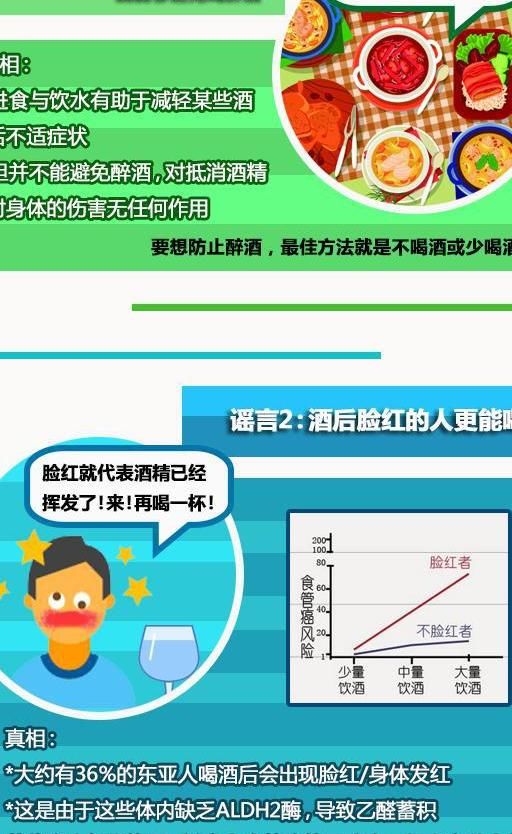 相：
进食与饮水有助于减轻某些酒
后不适症状
但并不能避免醉酒，对抵消酒精
对身体的伤害无任何作用
要想防止醉酒，最佳方法就是不喝酒或少喝酒
谣言2：酒后脸红的人更能喝
脸红就代表酒精已经
挥发了！来！再喝一杯！
食管癌风险
200
100
80
60
40
20
1
脸红者
不脸红者
少量 中量 大量
饮酒 饮酒 饮酒
真相：
*大约有36%的东亚人喝酒后会出现脸红/身体发红
*这是由于这些体内缺乏ALDH2酶，导致乙醛蓄积